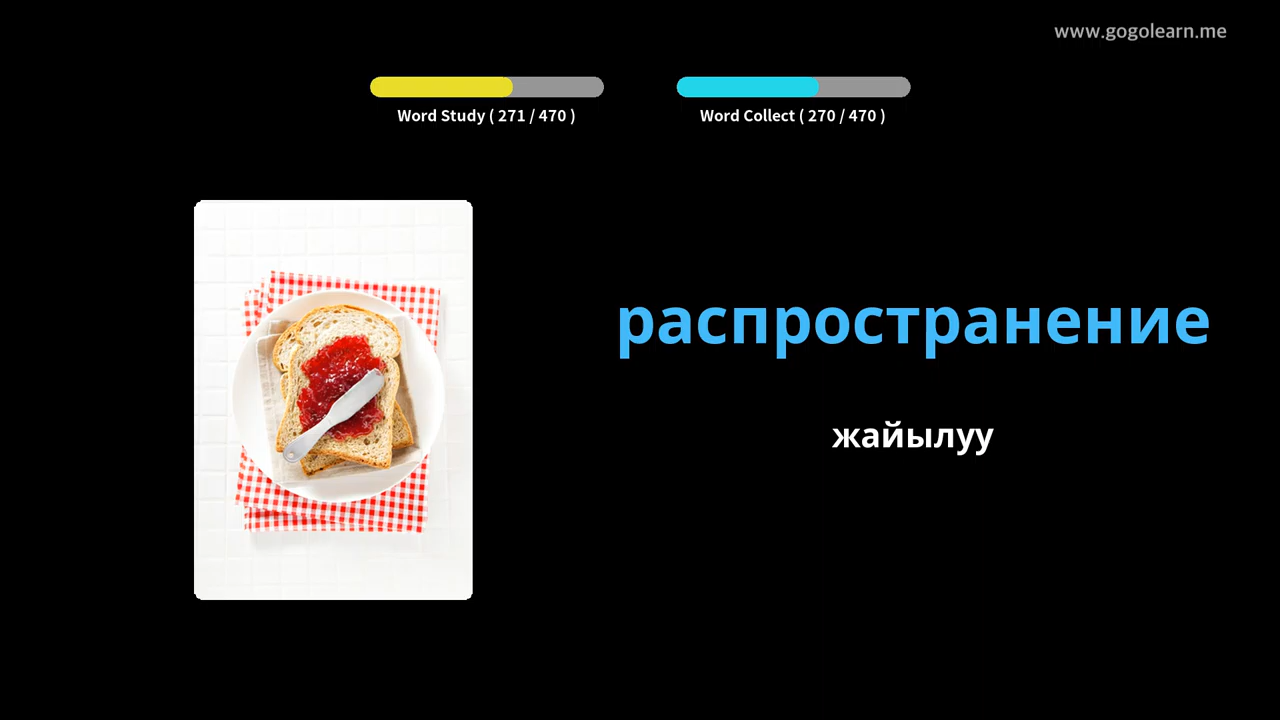 www.gogolearn.me
Word Study ( 271 / 470 )
Word Collect ( 270 / 470 )
распространение
жайылуу